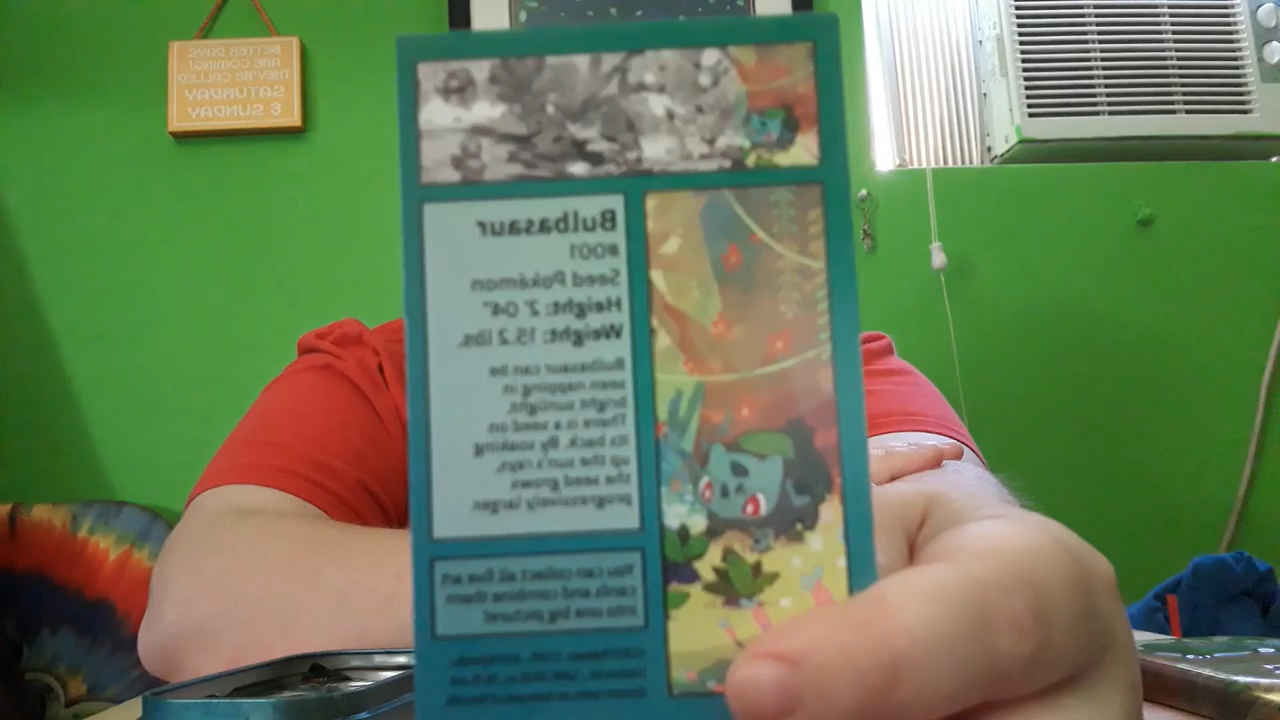 BETTER DAYS
ARE COMING!
THEY'RE CALLED
SATURDAY
& SUNDAY
Bulbasaur
#001
Seed Pokémon
Height: 2' 04"
Weight: 15.2 lbs.
Bulbasaur can be
seen napping in
bright sunlight.
There is a seed on
its back. By soaking
up the sun's rays,
the seed grows
progressively larger.
You can collect all five art
cards and combine them
into one big picture!